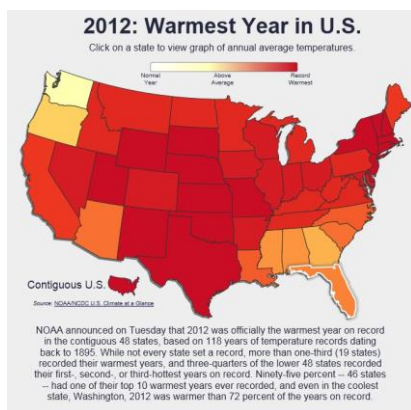 2012: Warmest Year in U.S.
Click on a state to view graph of annual average temperatures.
Normal Year
Above Average
Record Warmest
Contiguous U.S.
Source: NOAA/NCDC U.S. Climate at a Glance
NOAA announced on Tuesday that 2012 was officially the warmest year on record
in the contiguous 48 states, based on 118 years of temperature records dating
back to 1895. While not every state set a record, more than one-third (19 states)
recorded their warmest years, and three-quarters of the lower 48 states recorded
their first-, second-, or third-hottest years on record. Ninety-five percent -- 46 states
-- had one of their top 10 warmest years ever recorded, and even in the coolest
state, Washington, 2012 was warmer than 72 percent of the years on record.